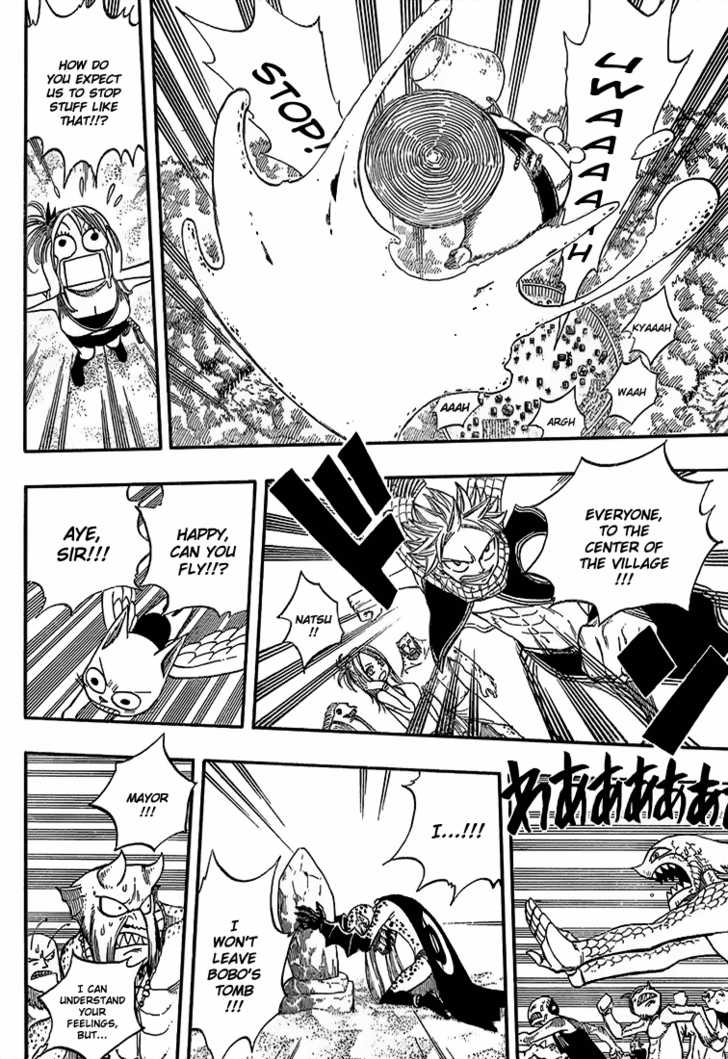 UWAAAAAH
STOP!
KYAAAH
WAAH
ARGH
AAAH
HOW DO
YOU EXPECT
US TO STOP
STUFF LIKE
THAT!!?
EVERYONE,
TO THE
CENTER OF
THE VILLAGE
!!!
NATSU
!!
HAPPY,
CAN YOU
FLY!!?
AYE,
SIR!!!
わあああああ
I...!!!
I
WON'T
LEAVE
BOBO'S
TOMB
!!!
MAYOR
!!!
I CAN
UNDERSTAND
YOUR
FEELINGS,
BUT...